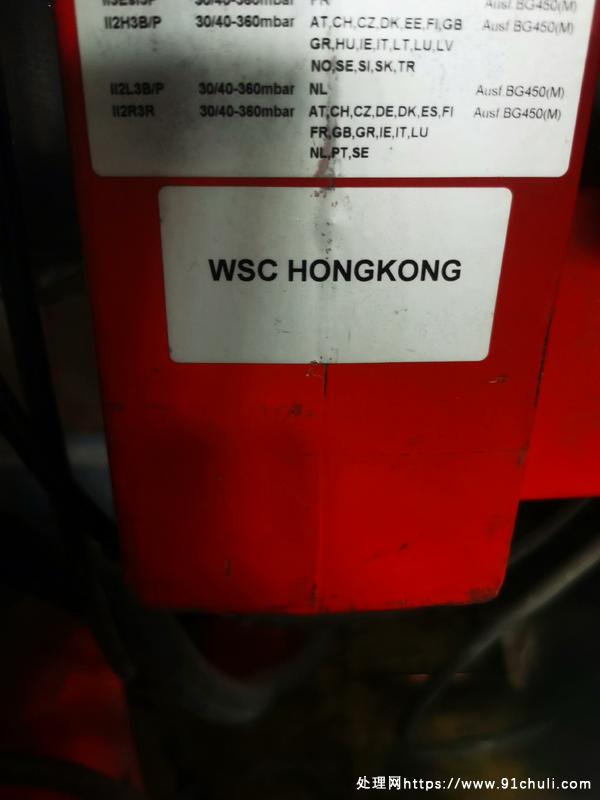 30/40-360mbar
II2H3B/P 30/40-360mbar AT,CH,CZ,DK,EE,FI,GB Ausf.BG450(M)
GR,HU,IE,IT,LT,LU,LV
NO,SE,SI,SK,TR
II2L3B/P 30/40-360mbar NL Ausf.BG450(M)
II2R3R 30/40-360mbar AT,CH,CZ,DE,DK,ES,FI Ausf.BG450(M)
FR,GB,GR,IE,IT,LU
NL,PT,SE
WSC HONGKONG
处理网https://www.91chuli.com